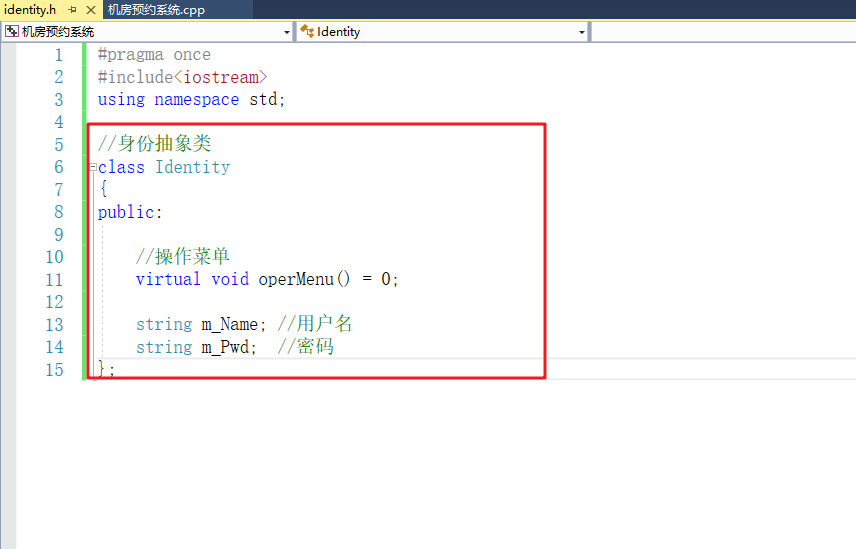 identity.h 机房预约系统.cpp
机房预约系统 Identity
1 #pragma once
2 #include<iostream>
3 using namespace std;
4
5 //身份抽象类
6 class Identity
7 {
8 public:
9
10 //操作菜单
11 virtual void operMenu() = 0;
12
13 string m_Name; //用户名
14 string m_Pwd;  //密码
15 };